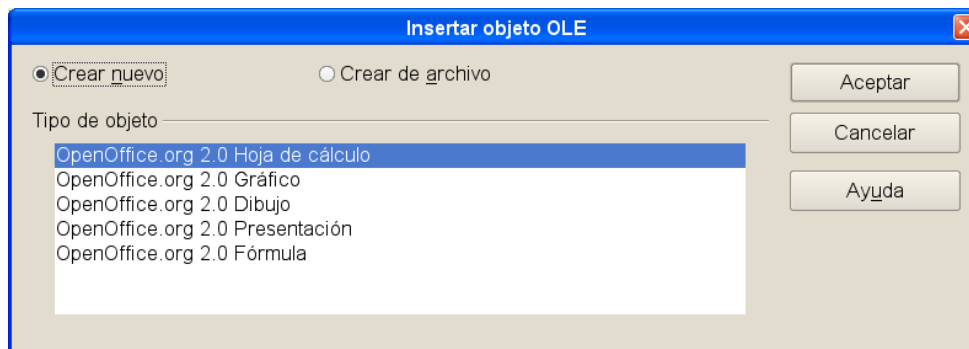 Insertar objeto OLE
Crear nuevo
Crear de archivo
Aceptar
Tipo de objeto
Cancelar
OpenOffice.org 2.0 Hoja de cálculo
OpenOffice.org 2.0 Gráfico
Ayuda
OpenOffice.org 2.0 Dibujo
OpenOffice.org 2.0 Presentación
OpenOffice.org 2.0 Fórmula